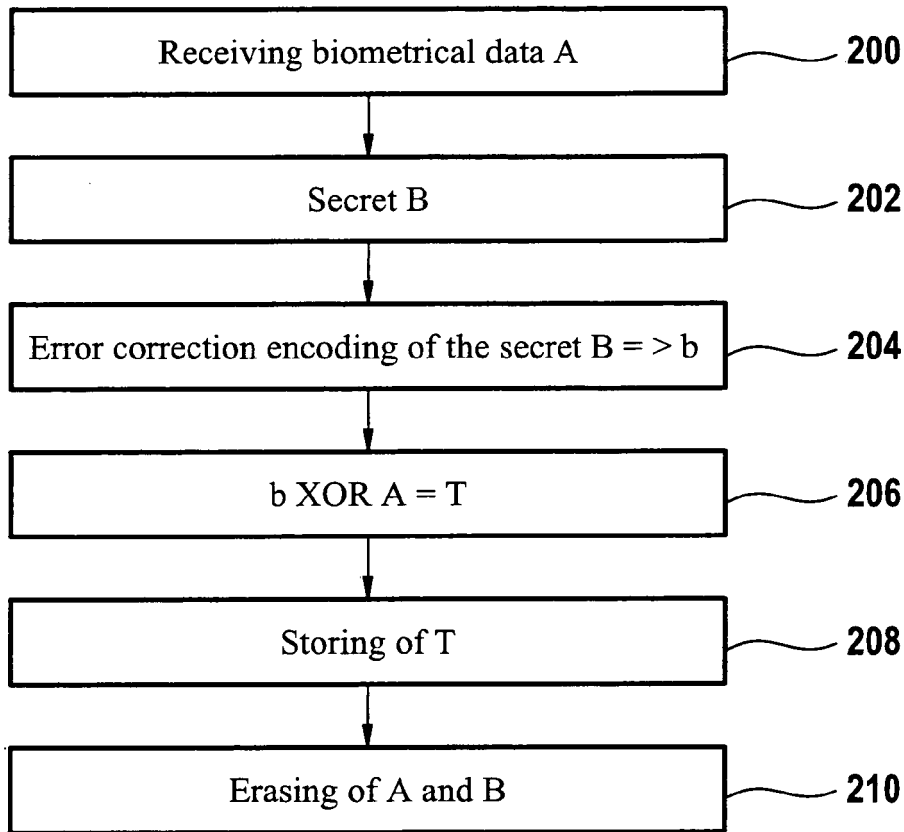 Receiving biometrical data A 200
Secret B 202
Error correction encoding of the secret B = > b 204
b XOR A = T 206
Storing of T 208
Erasing of A and B 210